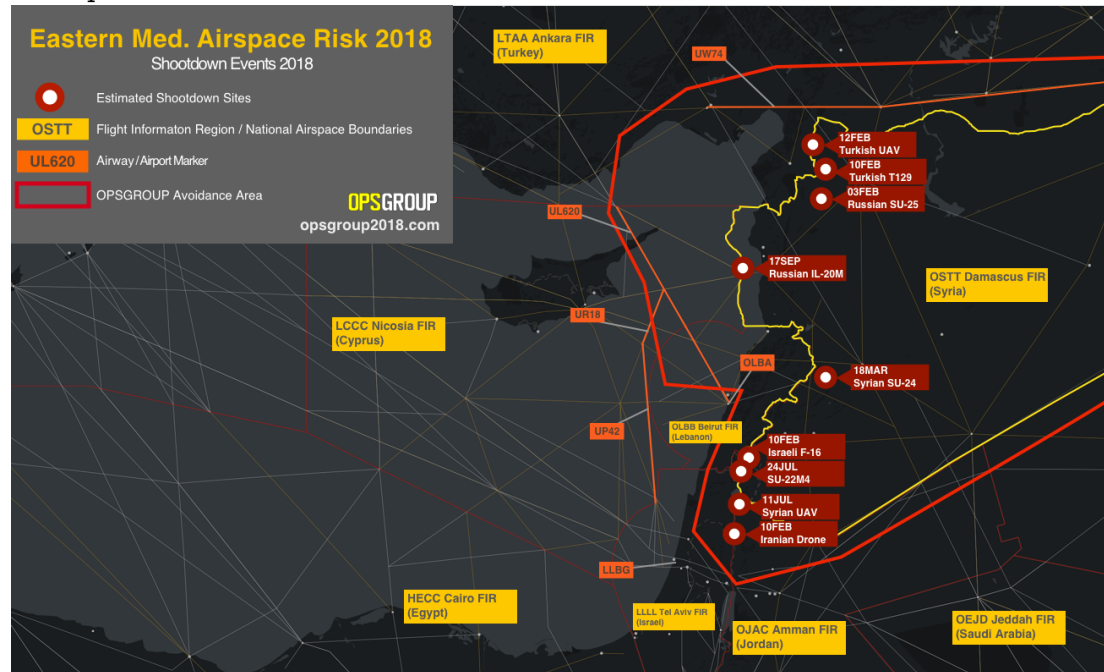 Eastern Med. Airspace Risk 2018
Shootdown Events 2018
Estimated Shootdown Sites
OSTT
Flight Informaton Region / National Airspace Boundaries
UL620
Airway/Airport Marker
OPSGROUP Avoidance Area
OPSGROUP
opsgroup2018.com
LTAA Ankara FIR
(Turkey)
UW74
12FEB
Turkish UAV
10FEB
Turkish T129
03FEB
Russian SU-25
UL620
17SEP
Russian IL-20M
OSTT Damascus FIR
(Syria)
LCCC Nicosia FIR
(Cyprus)
UR18
OLBA
18MAR
Syrian SU-24
UP42
OLBB Beirut FIR
(Lebanon)
10FEB
Israeli F-16
24JUL
SU-22M4
11JUL
Syrian UAV
10FEB
Iranian Drone
LLBG
HECC Cairo FIR
(Egypt)
LLLL Tel Aviv FIR
(Israel)
OJAC Amman FIR
(Jordan)
OEJD Jeddah FIR
(Saudi Arabia)